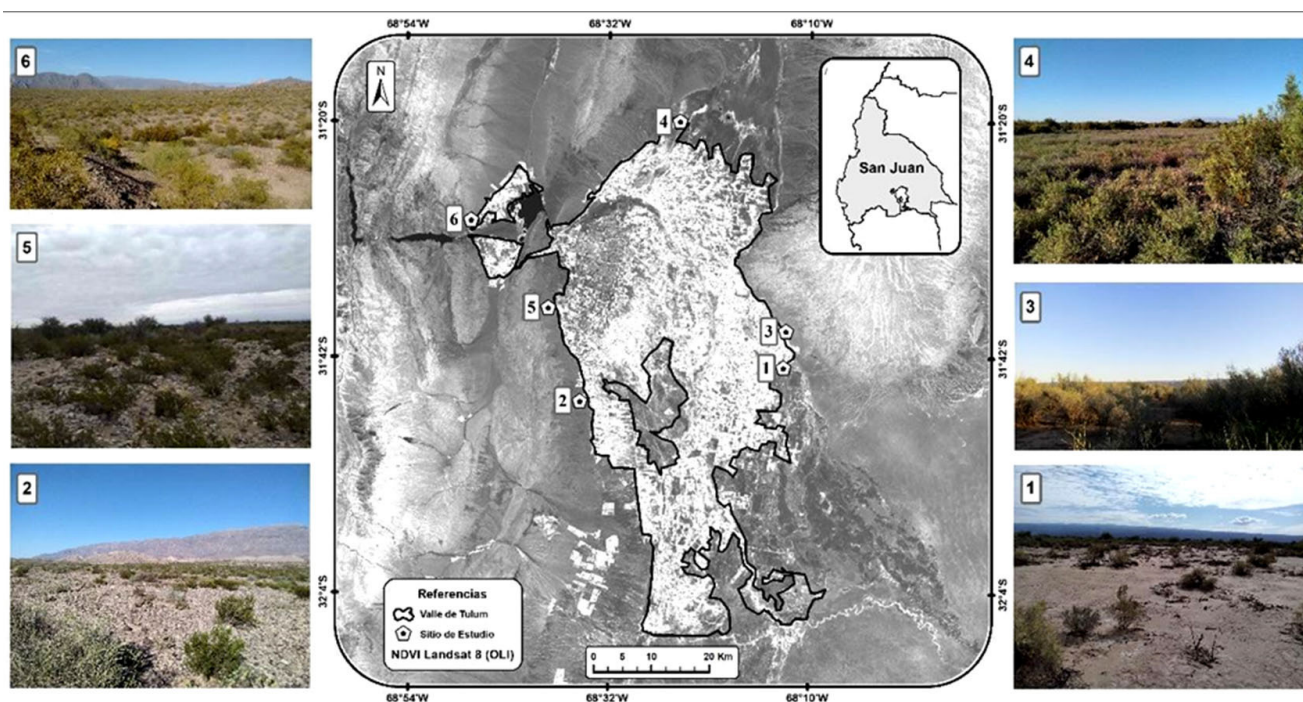 68°54'W 68°32'W 68°10'W
6
5
2
N
31°20'S
31°42'S
32°4'S
4
6
5
2
3
1
San Juan
Referencias
Valle de Tulum
Sitio de Estudio
NDVI Landsat 8 (OLI)
0 5 10 20 Km
31°20'S
31°42'S
32°4'S
4
3
1
68°54'W 68°32'W 68°10'W